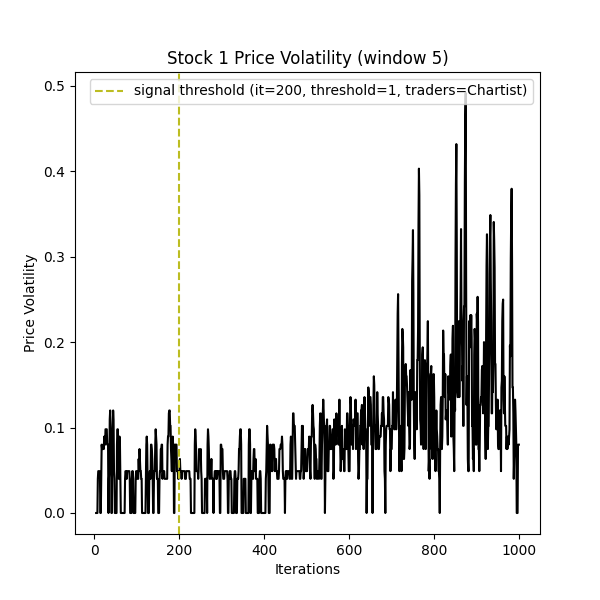 Stock 1 Price Volatility (window 5)
signal threshold (it=200, threshold=1, traders=Chartist)
0.5
0.4
0.3
0.2
0.1
0.0
Price Volatility
0 200 400 600 800 1000
Iterations